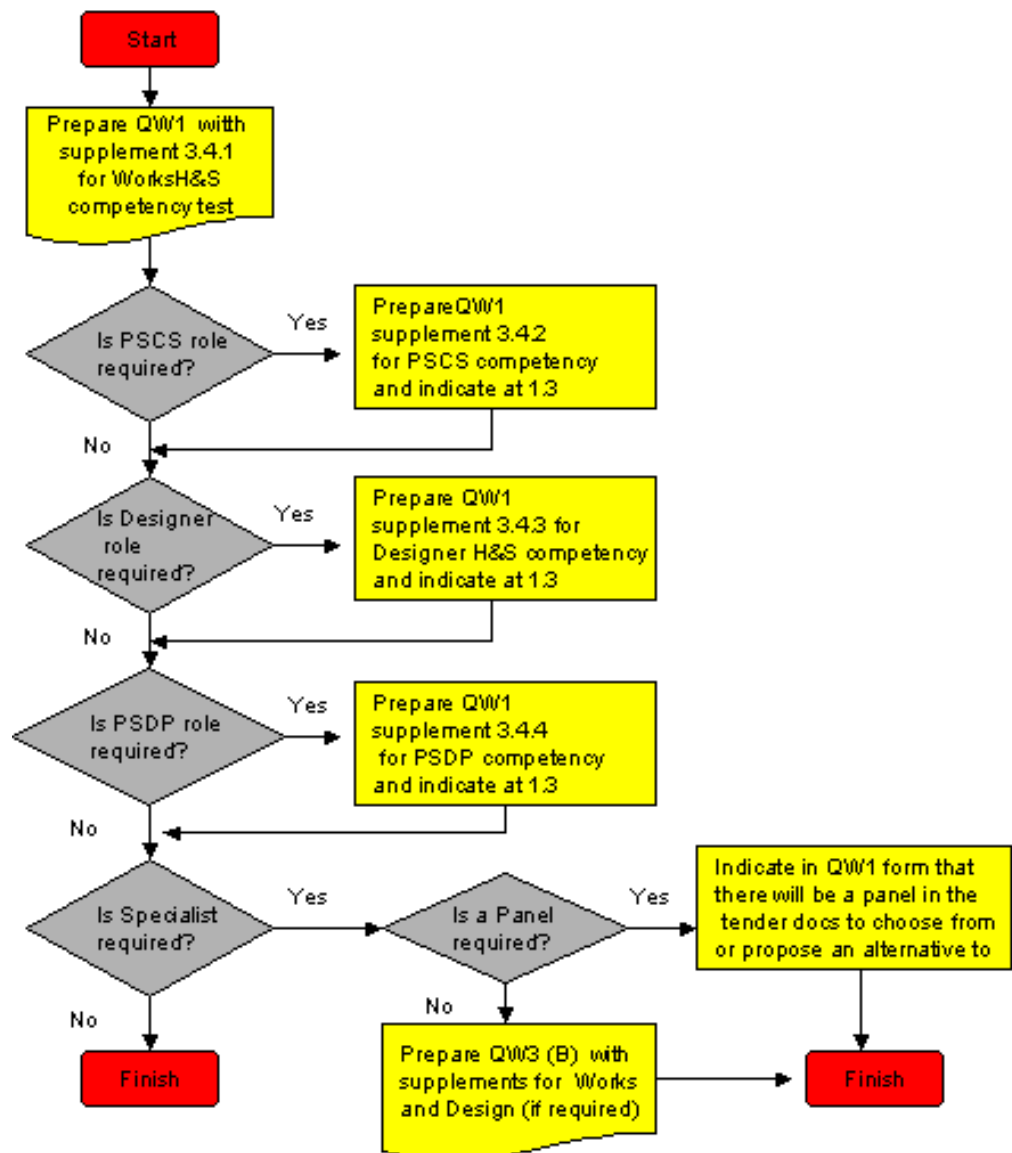 Start
Prepare QW1 witth
supplement 3.4.1
for WorksH&S
competency test
Is PSCS role
required?
Yes
PrepareQW1
supplement 3.4.2
for PSCS competency
and indicate at 1.3
No
Is Designer
role
required?
Yes
Prepare QW1
supplement 3.4.3 for
Designer H&S competency
and indicate at 1.3
No
Is PSDP role
required?
Yes
Prepare QW1
supplement 3.4.4
for PSDP competency
and indicate at 1.3
No
Is Specialist
required?
Yes
Is a Panel
required?
Yes
Indicate in QW1 form that
there will be a panel in the
tender docs to choose from
or propose an alternative to
No
Finish
No
Prepare QW3 (B) with
supplements for Works
and Design (if required)
Finish